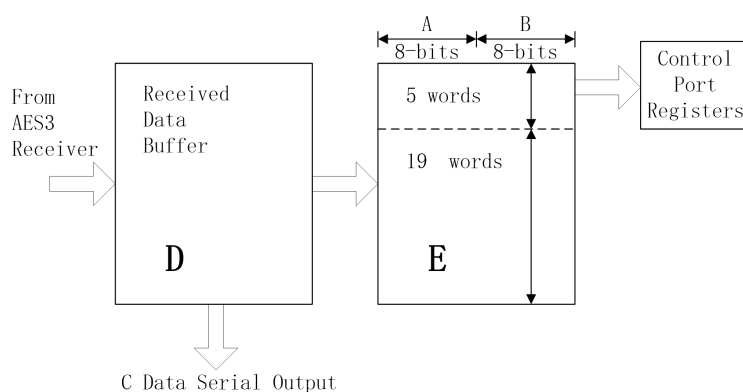 A B
8-bits 8-bits
From
AES3
Receiver
Received
Data
Buffer
D
5 words
19 words
E
Control
Port
Registers
C Data Serial Output